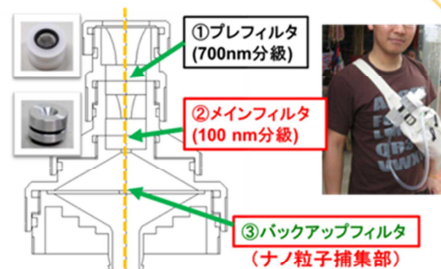 ①プレフィルタ
(700nm分級)
②メインフィルタ
(100 nm分級)
③バックアップフィルタ
(ナノ粒子捕集部)